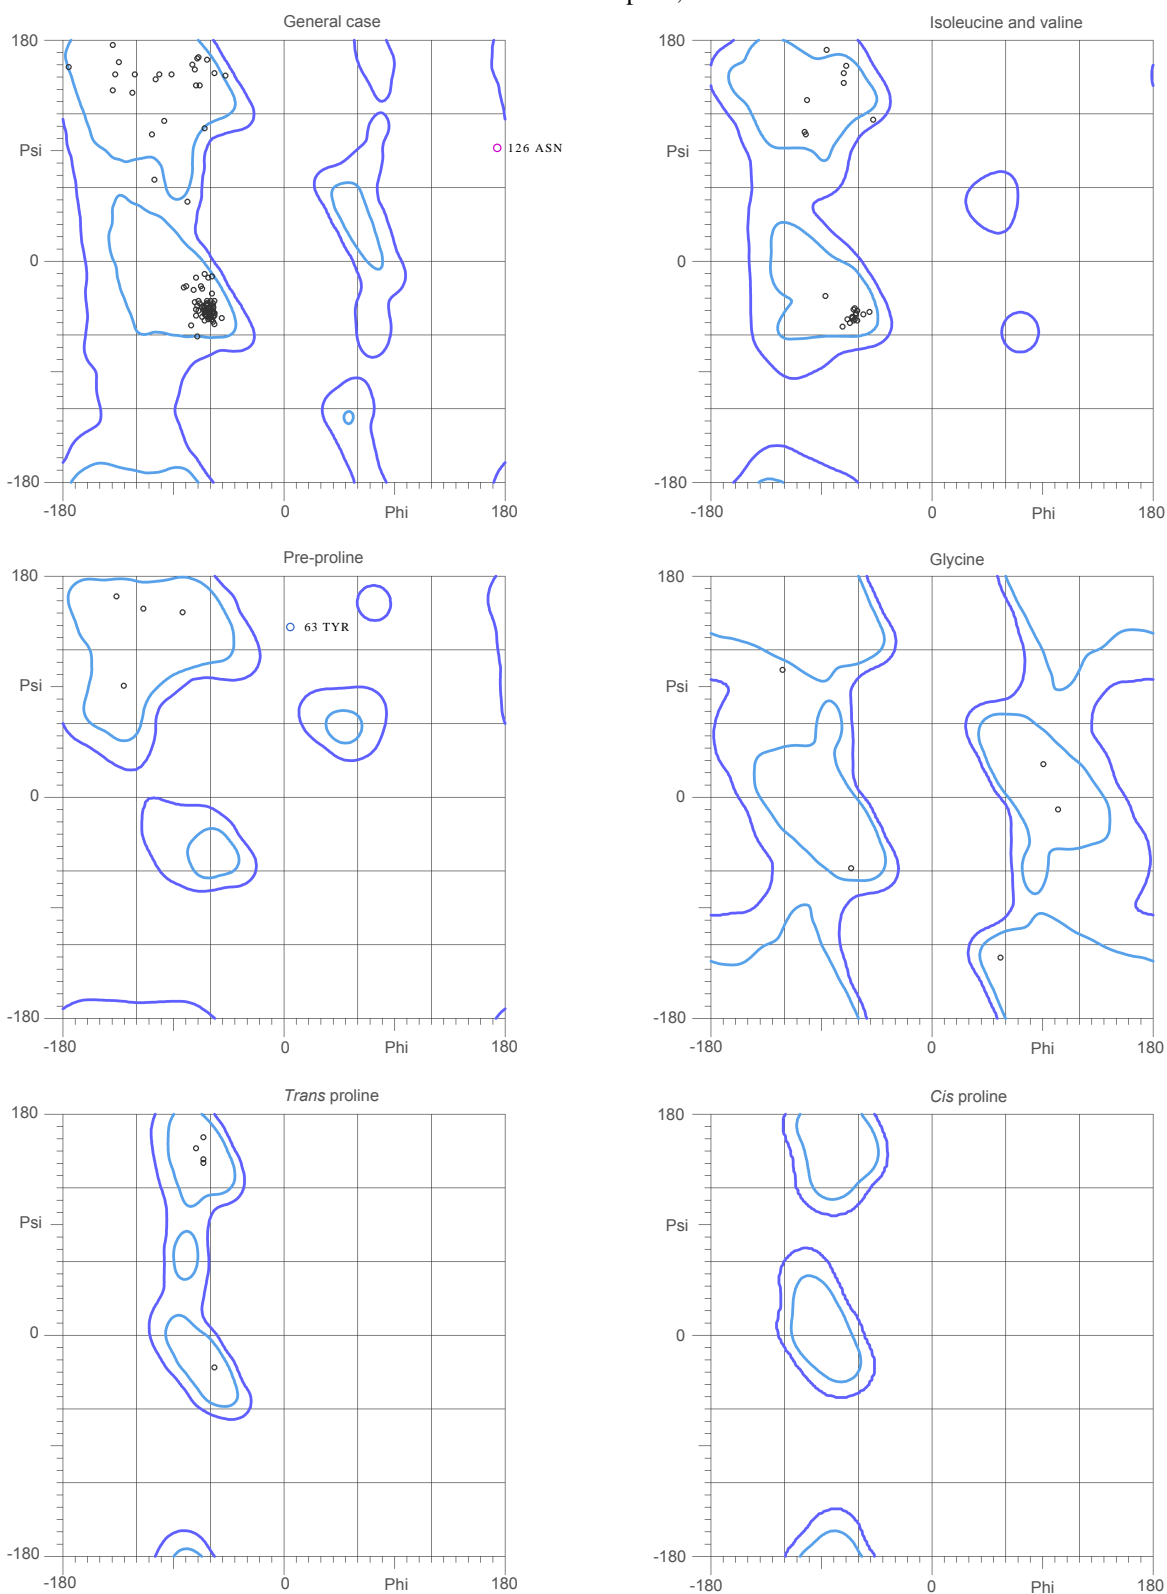 General case
Isoleucine and valine
180
180
126 ASN
Psi
Psi
0
0
-180
-180
-180
0
Phi
180
-180
0
Phi
180
Pre-proline
Glycine
180
180
63 TYR
Psi
Psi
0
0
-180
-180
-180
0
Phi
180
-180
0
Phi
180
Trans proline
Cis proline
180
180
Psi
Psi
0
0
-180
-180
-180
0
Phi
180
-180
0
Phi
180